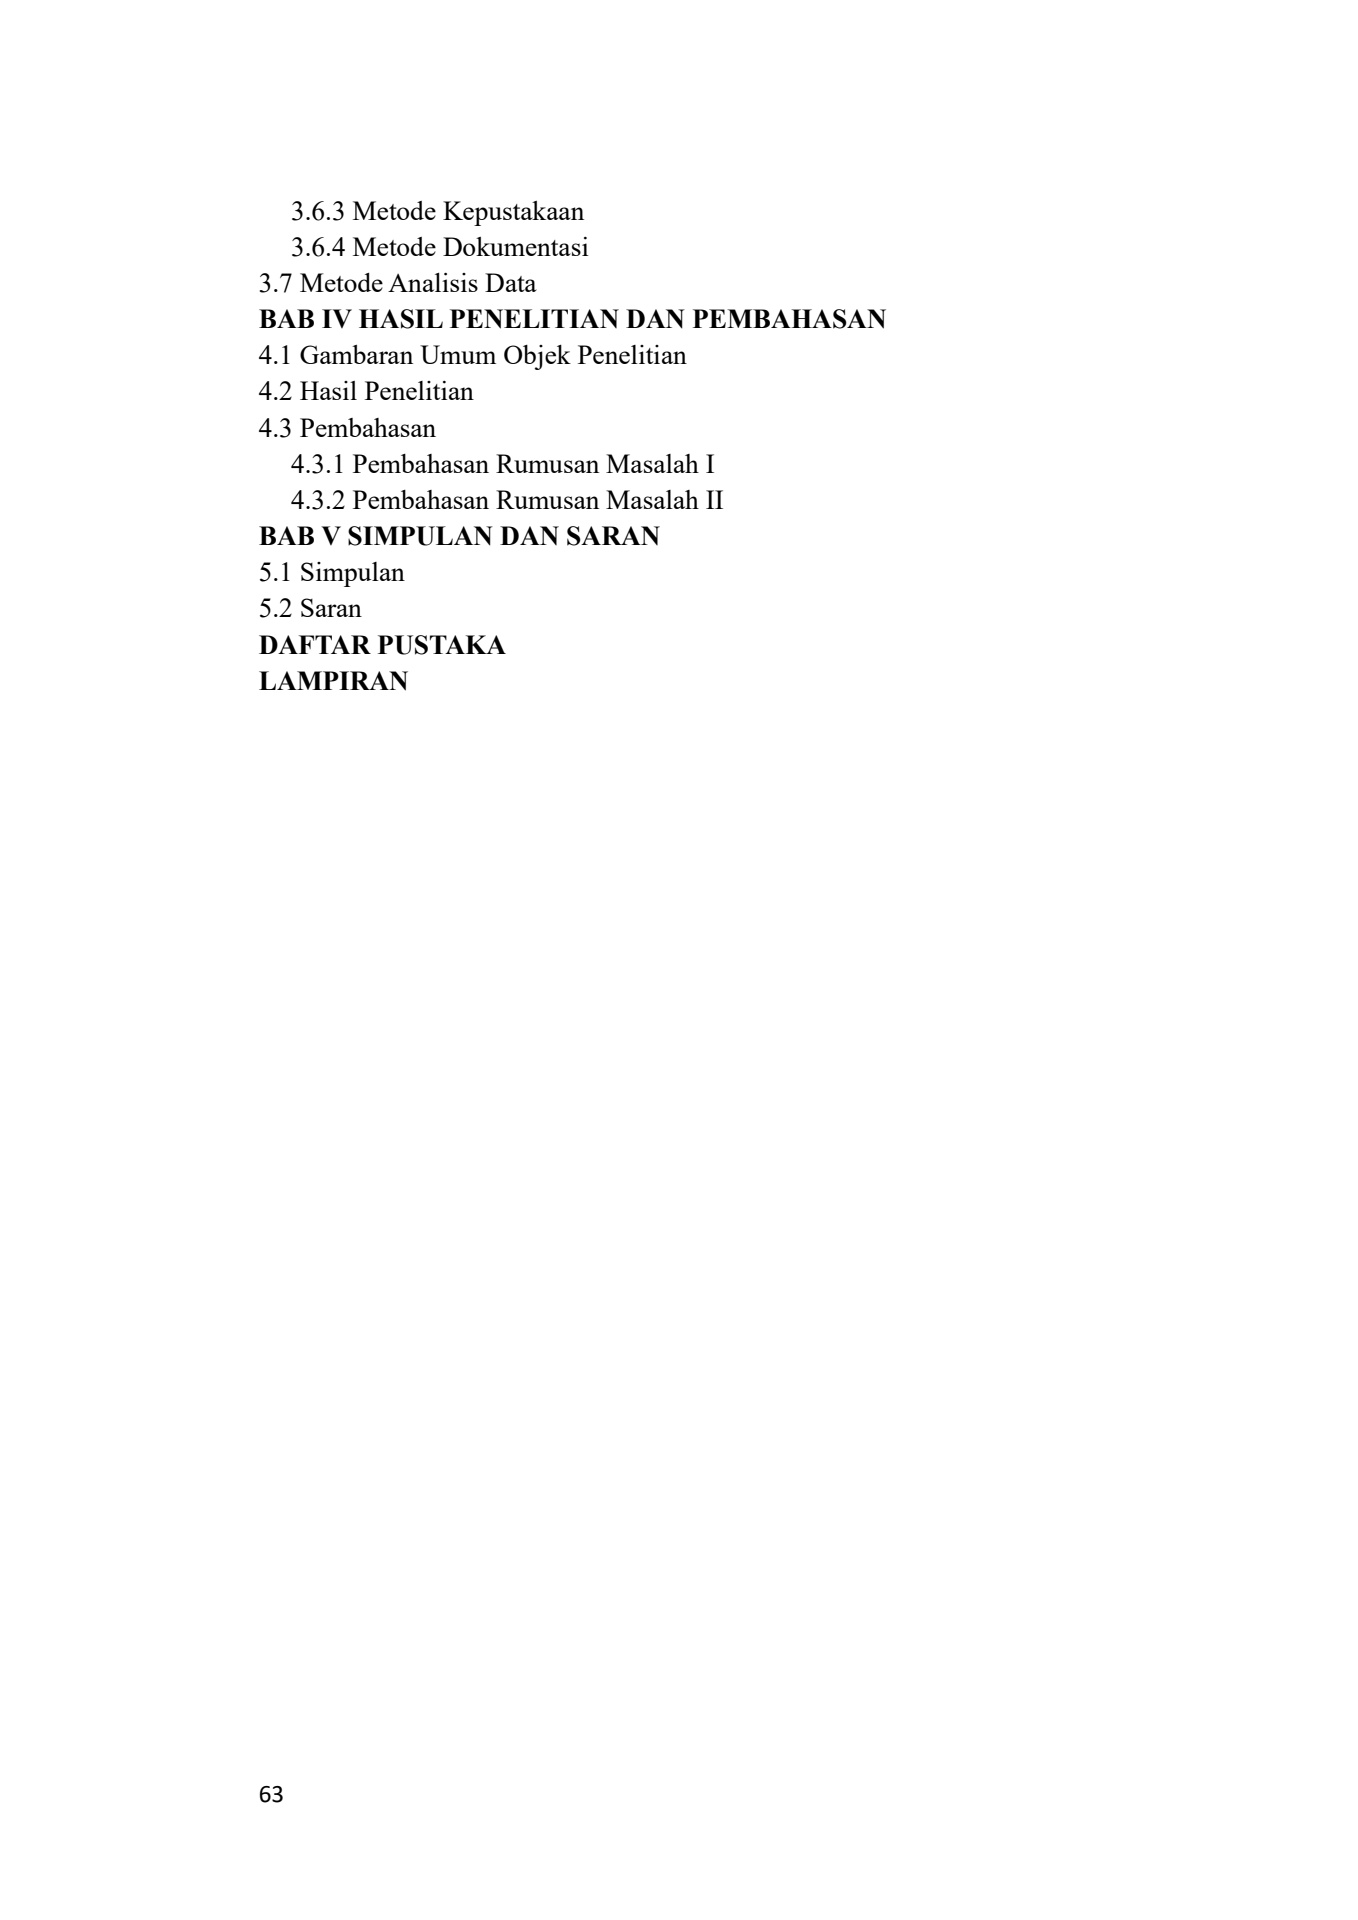 3.6.3 Metode Kepustakaan
3.6.4 Metode Dokumentasi
3.7 Metode Analisis Data
BAB IV HASIL PENELITIAN DAN PEMBAHASAN
4.1 Gambaran Umum Objek Penelitian
4.2 Hasil Penelitian
4.3 Pembahasan
4.3.1 Pembahasan Rumusan Masalah I
4.3.2 Pembahasan Rumusan Masalah II
BAB V SIMPULAN DAN SARAN
5.1 Simpulan
5.2 Saran
DAFTAR PUSTAKA
LAMPIRAN
63